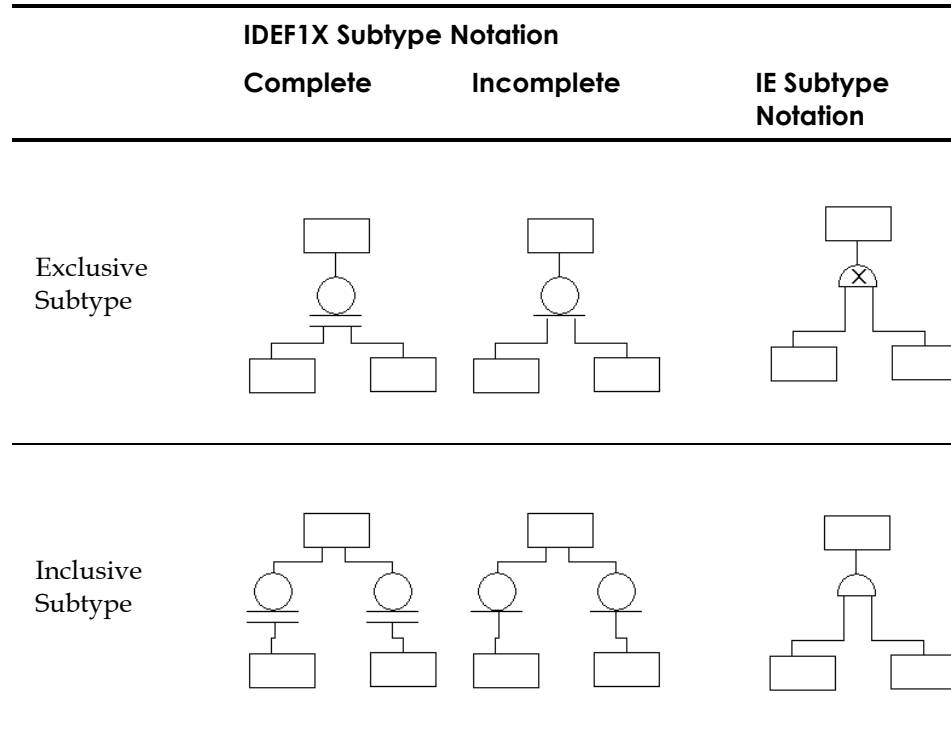 IDEF1X Subtype Notation
Complete Incomplete IE Subtype
Notation
Exclusive
Subtype
X
Inclusive
Subtype